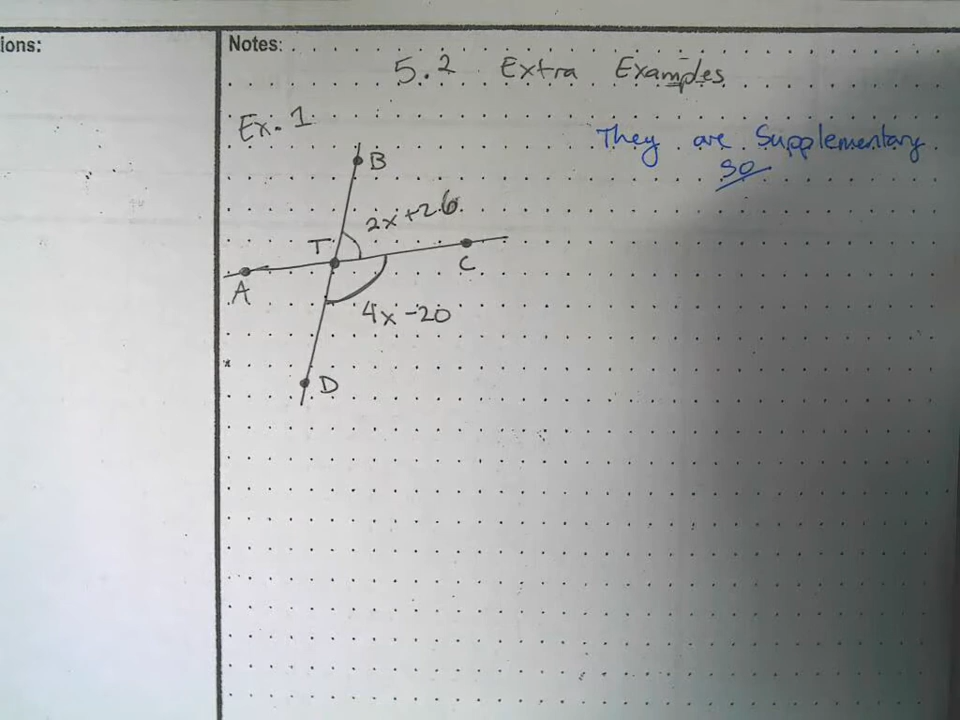 ions:
Notes:
5.2 Extra Examples
Ex. 1
They are Supplementary
so
B
2x+26
T
C
A
4x-20
D